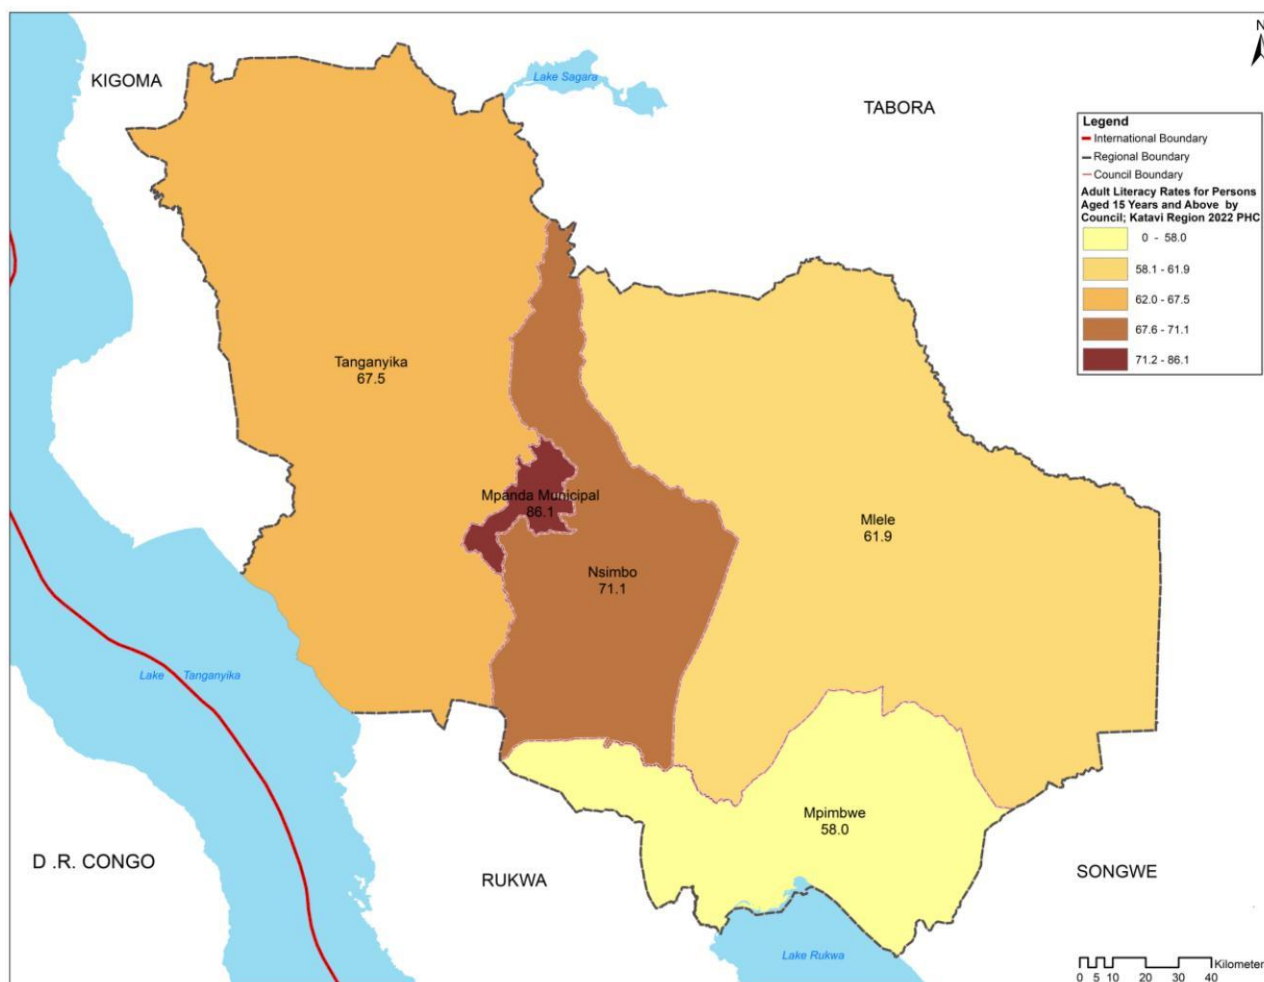 N
KIGOMA
Lake Sagara
TABORA
Legend
International Boundary
Regional Boundary
Council Boundary
Adult Literacy Rates for Persons
Aged 15 Years and Above by
Council; Katavi Region 2022 PHC
0 - 58.0
58.1 - 61.9
62.0 - 67.5
67.6 - 71.1
71.2 - 86.1
Tanganyika
67.5
Mpanda Municipal
86.1
Mlele
61.9
Nsimbo
71.1
Lake Tanganyika
Mpimbwe
58.0
D .R. CONGO
RUKWA
SONGWE
Lake Rukwa
Kilometer
0 5 10 20 30 40